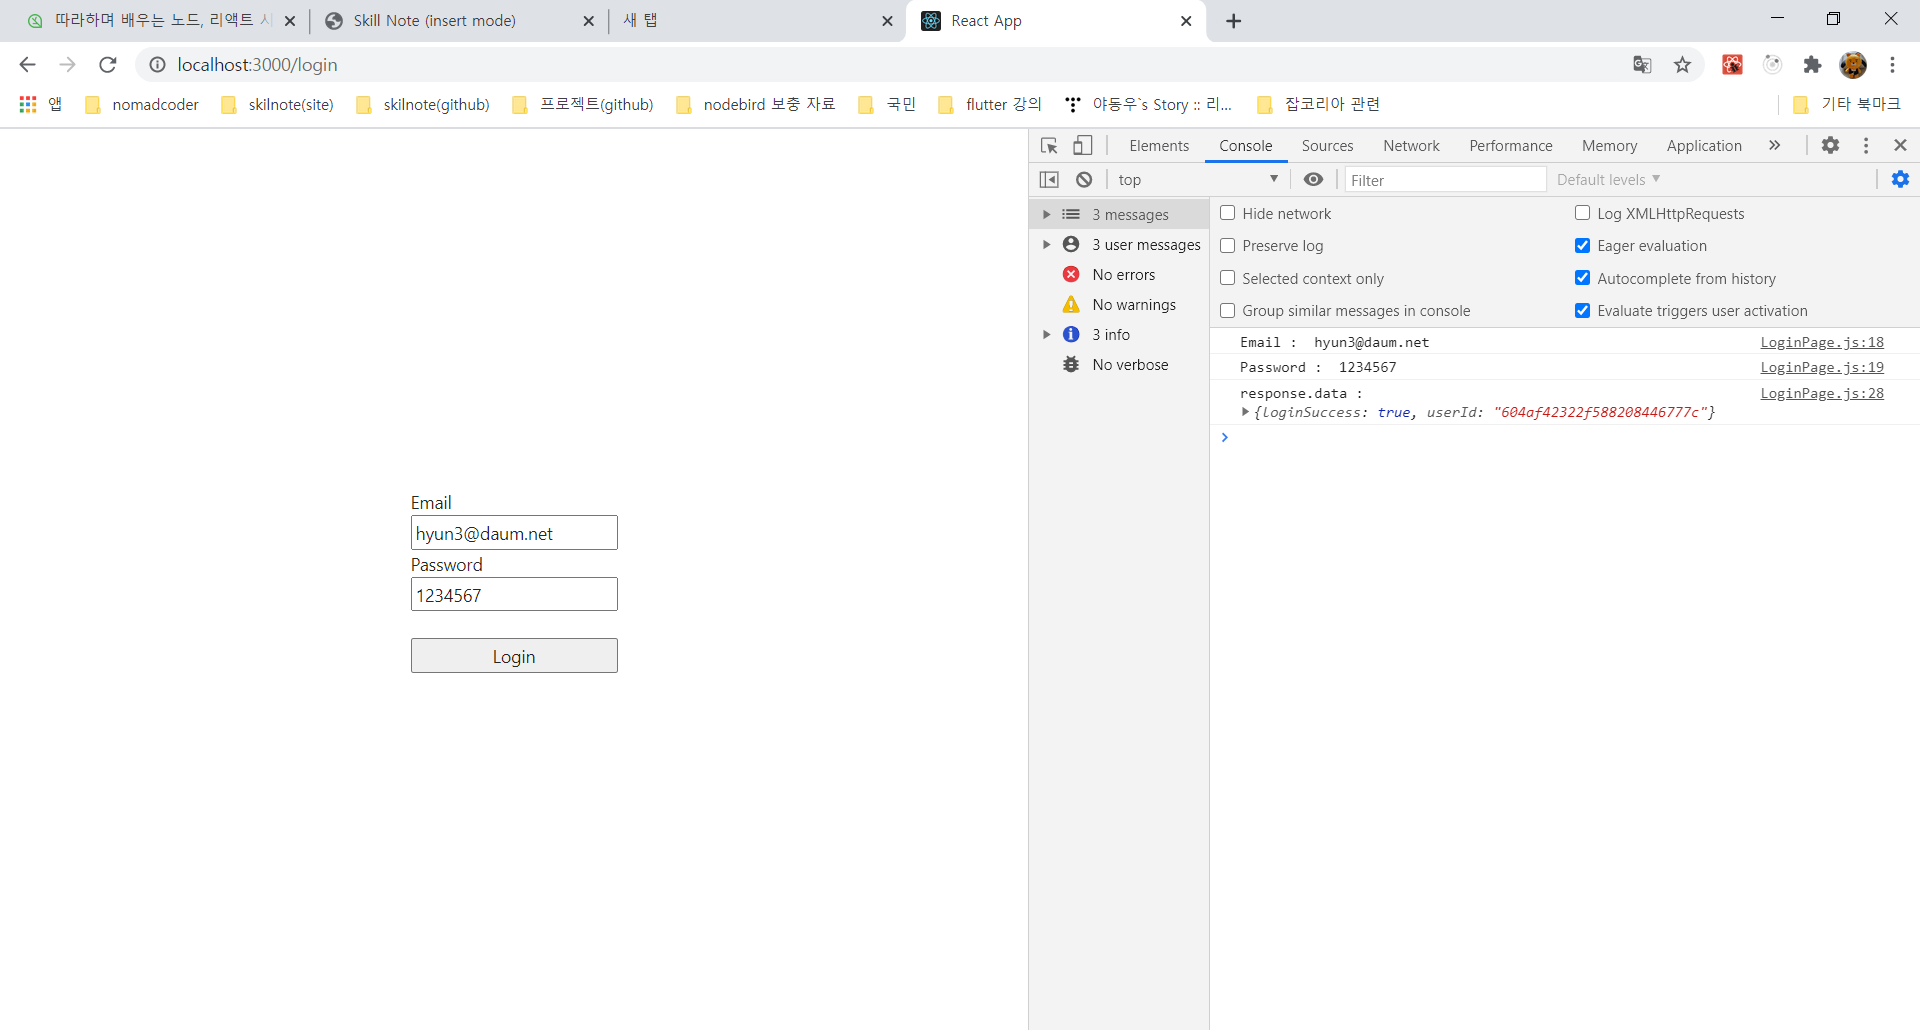 따라하며 배우는 노드, 리액트 시
Skill Note (insert mode)
새 탭
React App
localhost:3000/login
앱
nomadcoder
skilnote(site)
skilnote(github)
프로젝트(github)
nodebird 보충 자료
국민
flutter 강의
야동우`s Story :: 리...
잡코리아 관련
기타 북마크
Elements
Console
Sources
Network
Performance
Memory
Application
top
Filter
Default levels
3 messages
3 user messages
No errors
No warnings
3 info
No verbose
Hide network
Log XMLHttpRequests
Preserve log
Eager evaluation
Selected context only
Autocomplete from history
Group similar messages in console
Evaluate triggers user activation
Email :  hyun3@daum.net
LoginPage.js:18
Password :  1234567
LoginPage.js:19
response.data :
LoginPage.js:28
{loginSuccess: true, userId: "604af42322f588208446777c"}
Email
hyun3@daum.net
Password
1234567
Login